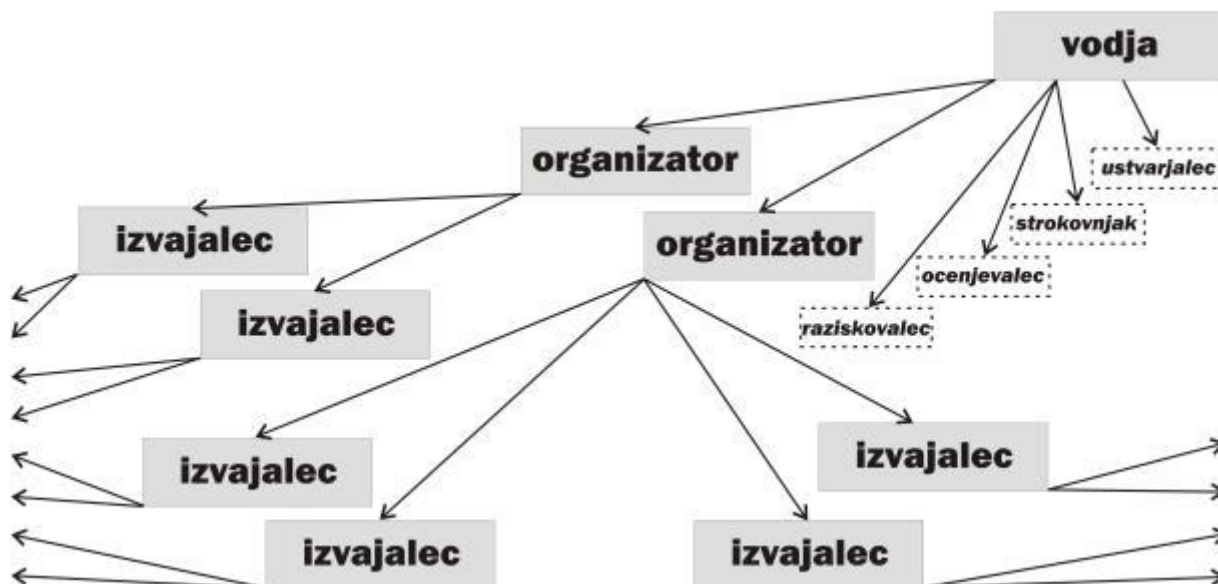 vodja
organizator
ustvarjalec
izvajalec
organizator
strokovnjak
ocenjevalec
izvajalec
raziskovalec
izvajalec
izvajalec
izvajalec
izvajalec